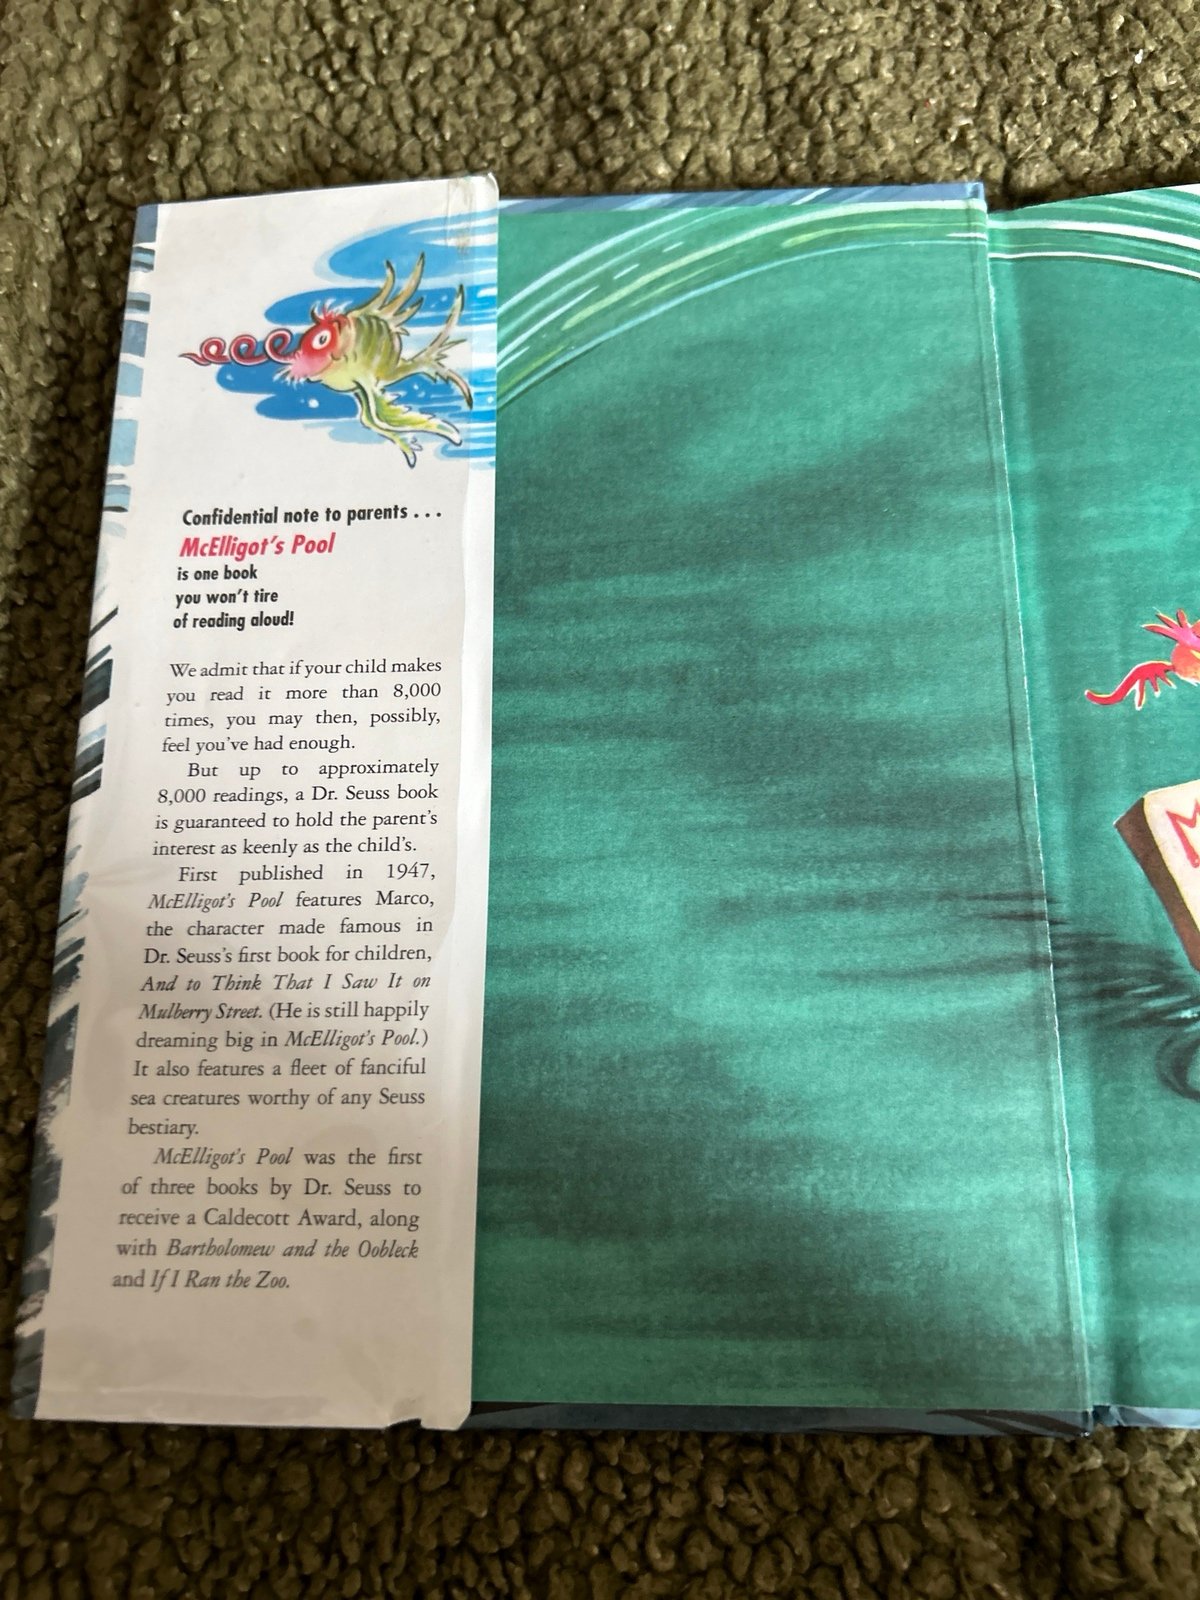 Confidential note to parents . . .
McElligot's Pool
is one book
you won't tire
of reading aloud!
We admit that if your child makes
you read it more than 8,000
times, you may then, possibly,
feel you've had enough.
But up to approximately
8,000 readings, a Dr. Seuss book
is guaranteed to hold the parent's
interest as keenly as the child's.
First published in 1947,
McElligot's Pool features Marco,
the character made famous in
Dr. Seuss's first book for children,
And to Think That I Saw It on
Mulberry Street. (He is still happily
dreaming big in McElligot's Pool.)
It also features a fleet of fanciful
sea creatures worthy of any Seuss
bestiary.
McElligot's Pool was the first
of three books by Dr. Seuss to
receive a Caldecott Award, along
with Bartholomew and the Oobleck
and If I Ran the Zoo.